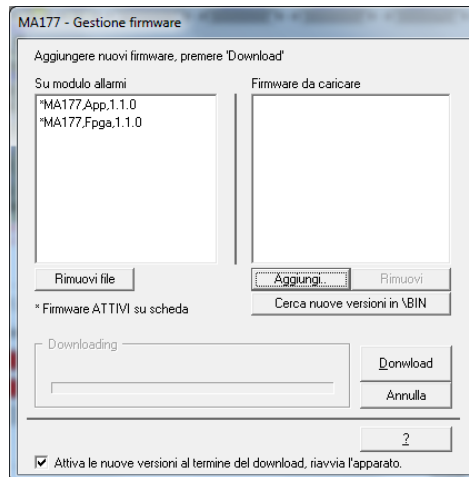 MA177 - Gestione firmware
Aggiungere nuovi firmware, premere 'Download'
Su modulo allarmi
Firmware da caricare
*MA177,App,1.1.0
*MA177,Fpga,1.1.0
Rimuovi file
Aggiungi..
Rimuovi
* Firmware ATTIVI su scheda
Cerca nuove versioni in \BIN
Downloading
Donwload
Annulla
?
Attiva le nuove versioni al termine del download, riavvia l'apparato.